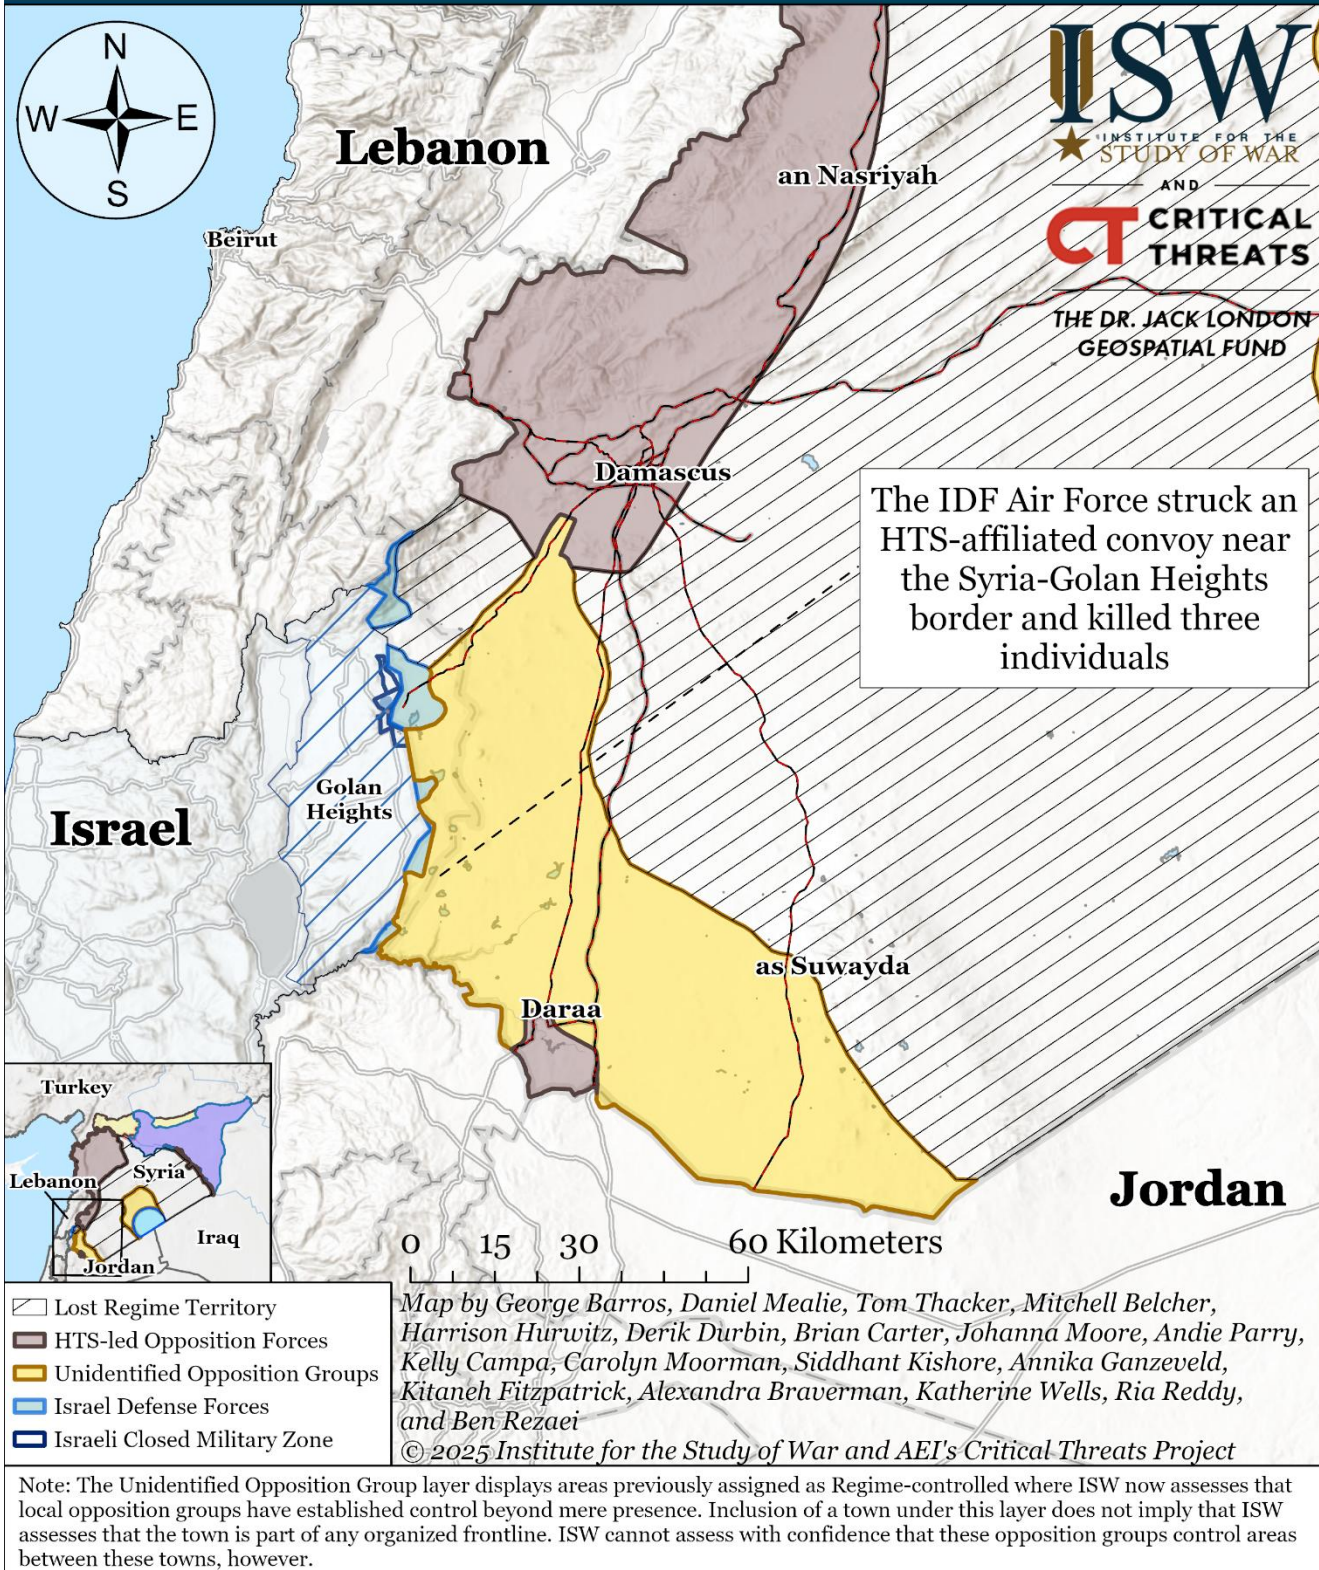 N
W
E
S
ISW
INSTITUTE FOR THE
STUDY OF WAR
AND
CT CRITICAL
THREATS
THE DR. JACK LONDON
GEOSPATIAL FUND
Lebanon
an Nasriyah
Beirut
Damascus
The IDF Air Force struck an
HTS-affiliated convoy near
the Syria-Golan Heights
border and killed three
individuals
Golan
Heights
Israel
as Suwayda
Daraa
Jordan
Turkey
Syria
Lebanon
Iraq
Jordan
0 15 30 60 Kilometers
Lost Regime Territory
HTS-led Opposition Forces
Unidentified Opposition Groups
Israel Defense Forces
Israeli Closed Military Zone
Map by George Barros, Daniel Mealie, Tom Thacker, Mitchell Belcher,
Harrison Hurwitz, Derik Durbin, Brian Carter, Johanna Moore, Andie Parry,
Kelly Campa, Carolyn Moorman, Siddhant Kishore, Annika Ganzeveld,
Kitaneh Fitzpatrick, Alexandra Braverman, Katherine Wells, Ria Reddy,
and Ben Rezaei
© 2025 Institute for the Study of War and AEI's Critical Threats Project
Note: The Unidentified Opposition Group layer displays areas previously assigned as Regime-controlled where ISW now assesses that
local opposition groups have established control beyond mere presence. Inclusion of a town under this layer does not imply that ISW
assesses that the town is part of any organized frontline. ISW cannot assess with confidence that these opposition groups control areas
between these towns, however.